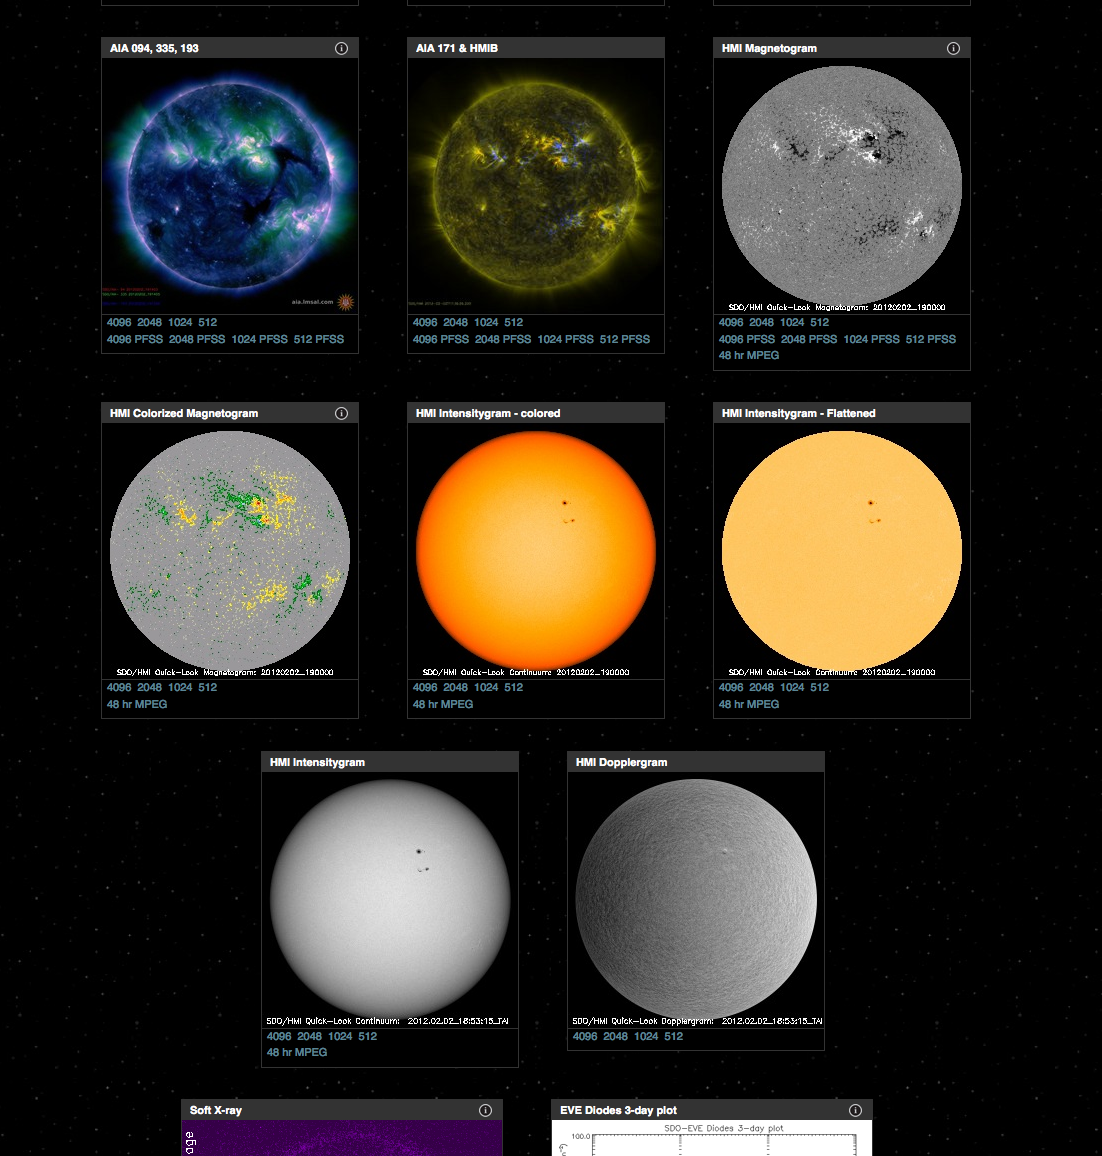 AIA 094, 335, 193
AIA 171 & HMIB
HMI Magnetogram
aia.lmsal.com
SDO/HMI Quick-Look Magnetogram: 20120202_190000
4096 2048 1024 512
4096 PFSS 2048 PFSS 1024 PFSS 512 PFSS
4096 2048 1024 512
4096 PFSS 2048 PFSS 1024 PFSS 512 PFSS
4096 2048 1024 512
4096 PFSS 2048 PFSS 1024 PFSS 512 PFSS
48 hr MPEG
HMI Colorized Magnetogram
HMI Intensitygram - colored
HMI Intensitygram - Flattened
SDO/HMI Quick-Look Magnetogram: 20120202_190000
SDO/HMI Quick-Look Continuum: 20120202_190000
SDO/HMI Quick-Look Continuum: 20120202_190000
4096 2048 1024 512
48 hr MPEG
4096 2048 1024 512
48 hr MPEG
4096 2048 1024 512
48 hr MPEG
HMI Intensitygram
HMI Dopplergram
SDO/HMI Quick-Look Continuum: 2012.02.02_18:53:15_TAI
SDO/HMI Quick-Look Dopplergram: 2012.02.02_18:53:15_TAI
4096 2048 1024 512
48 hr MPEG
4096 2048 1024 512
Soft X-ray
EVE Diodes 3-day plot
SDO-EVE Diodes 3-day plot
100.0